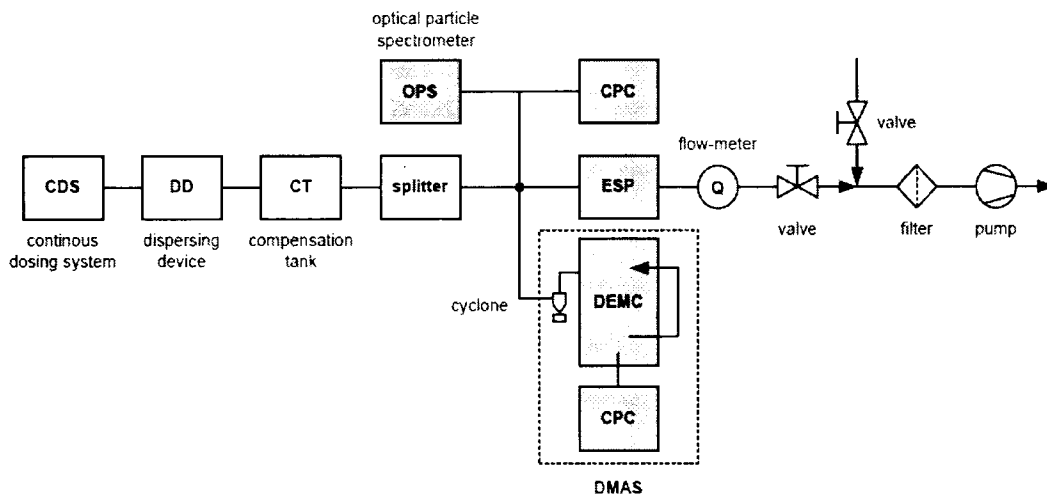 optical particle
spectrometer
OPS
CPC
valve
flow-meter
CDS
DD
CT
splitter
ESP
Q
continous
dosing system
dispersing
device
compensation
tank
valve
filter
pump
cyclone
DEMC
CPC
DMAS